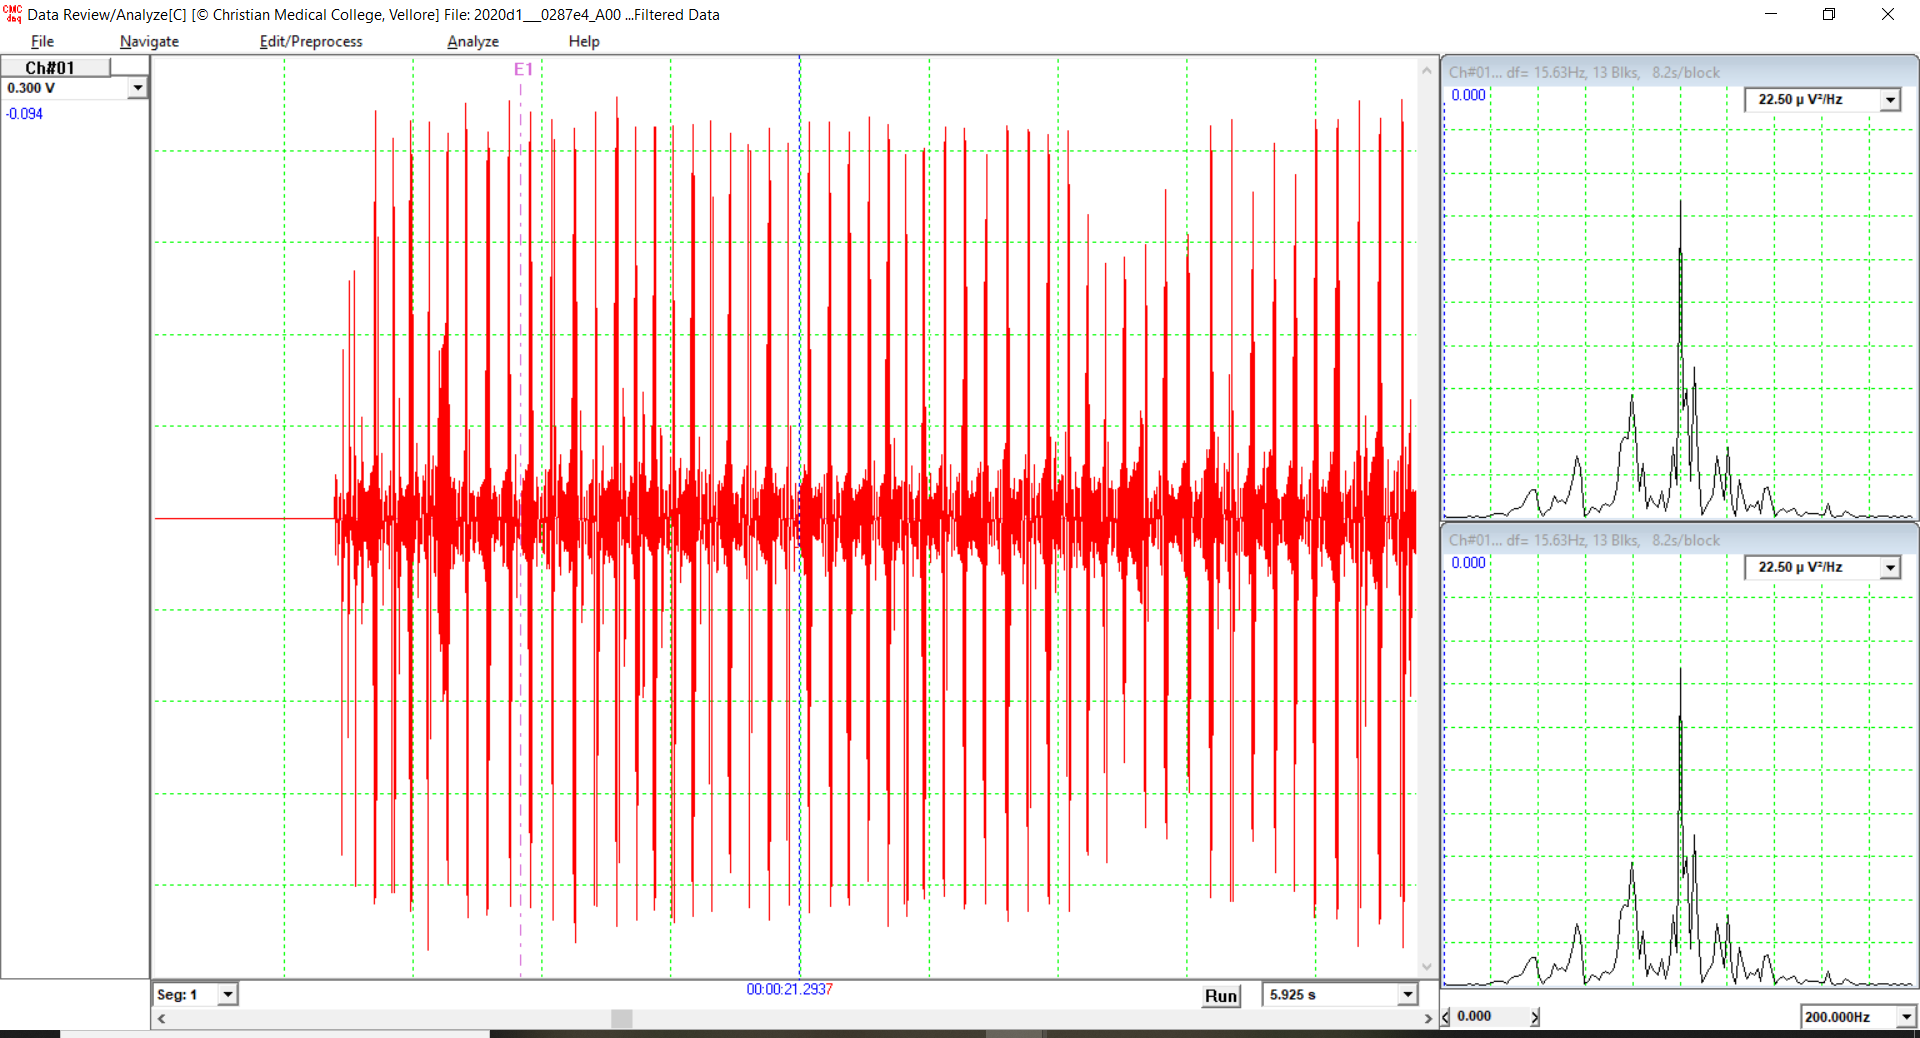 CMC daq Data Review/Analyze[C] [© Christian Medical College, Vellore] File: 2020d1___0287e4_A00 ...Filtered Data
File Navigate Edit/Preprocess Analyze Help
Ch#01
0.300 V
-0.094
E1
Seg: 1
00:00:21.2937
Run
5.925 s
Ch#01... df= 15.63Hz, 13 Blks, 8.2s/block
0.000
22.50 µ V²/Hz
Ch#01... df= 15.63Hz, 13 Blks, 8.2s/block
0.000
22.50 µ V²/Hz
0.000
200.000Hz